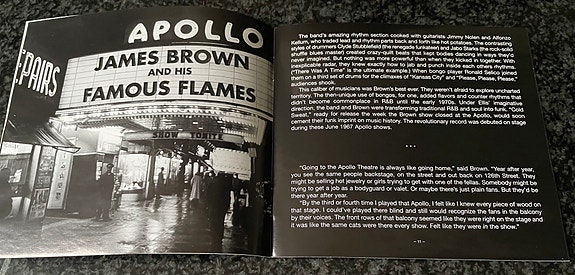 EPAIRS
APOLLO
JAMES BROWN
AND HIS
FAMOUS FLAMES
SHOW TONITE
The band's amazing rhythm section cooked with guitarists Jimmy Nolen and Alfonzo
Kellum, who traded lead and rhythm parts back and forth like hot potatoes. The contrasting
styles of drummers Clyde Stubblefield (the renegade funkateer) and Jabo Starks (the rock-solid
master timekeeper) created crazy-quilt beats that kept bodies dancing in ways they'd
never imagined. But nothing was more powerful than when they kicked in together. With
inexplicable radar, they knew exactly how to jab and punch inside each others rhythms.
("There Was A Time" is the ultimate example.) When bongo player Ronald Selico joined
them on a third set of drums for the climaxes of "Kansas City" and "Please, Please, Please,"
audiences shook.
This caliber of musicians was Brown's best ever. They weren't afraid to explore uncharted
territory. The then-unique use of bongos, for one, added flavors and counter rhythms that
didn't become commonplace in R&B until the early 1970s. Under Ellis' imaginative
direction, the band and Brown were transforming traditional R&B and soul into funk. "Cold
Sweat," ready for release the week the Brown show closed at the Apollo, would soon
cement their funk imprint on music history. The revolutionary record was debuted on stage
during these June 1967 Apollo shows.
* * *
"Going to the Apollo Theatre is always like going home," said Brown. "Year after year,
you see the same people backstage, on the street and out back on 126th Street. They
might be selling hot jewelry or girls trying to get with one of the fellas. Somebody might be
trying to get a job as a bodyguard or valet. Or maybe there's just plain fans. But they'd be
there year after year.
"By the third or fourth time I played that Apollo, I felt like I knew every piece of wood on
that stage. I could've played there blind and still would recognize the fans in the balcony
by their voices. The front rows of that balcony seemed like they were right on the stage and
it was like the same cats were there every show. Felt like they were in the show."
– 11 –